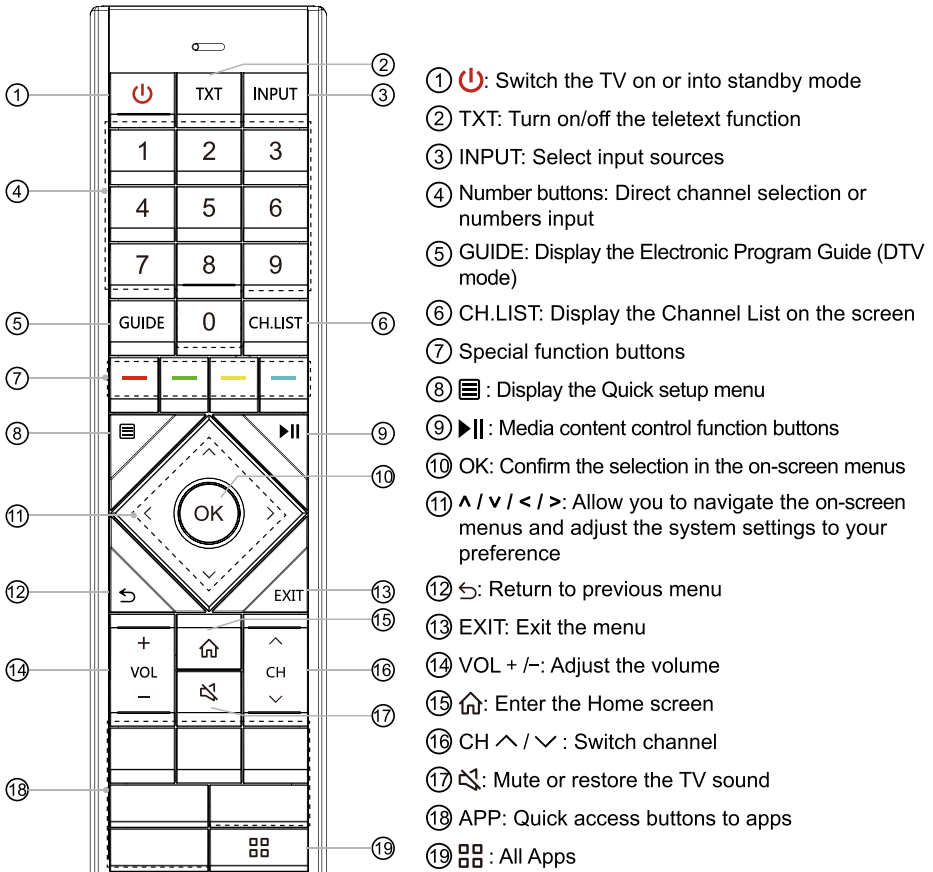 ① ② ③
TXT INPUT
① : Switch the TV on or into standby mode
② TXT: Turn on/off the teletext function
③ INPUT: Select input sources
④
1 2 3
4 5 6
7 8 9
④ Number buttons: Direct channel selection or
numbers input
⑤ GUIDE: Display the Electronic Program Guide (DTV
mode)
⑤ GUIDE 0 CH.LIST ⑥
⑥ CH.LIST: Display the Channel List on the screen
⑦
⑦ Special function buttons
⑧ ⑨
⑧ : Display the Quick setup menu
⑨ : Media content control function buttons
⑩
OK
⑩ OK: Confirm the selection in the on-screen menus
⑪
⑪ ∧ / ∨ / < / >: Allow you to navigate the on-screen
menus and adjust the system settings to your
preference
⑫ EXIT ⑬
⑫ : Return to previous menu
⑬ EXIT: Exit the menu
⑮
+
⑭ VOL CH ⑯
−
⑭ VOL + /−: Adjust the volume
⑮ : Enter the Home screen
⑯ CH ∧ / ∨ : Switch channel
⑰
⑰ : Mute or restore the TV sound
⑱
⑱ APP: Quick access buttons to apps
⑲
⑲ : All Apps